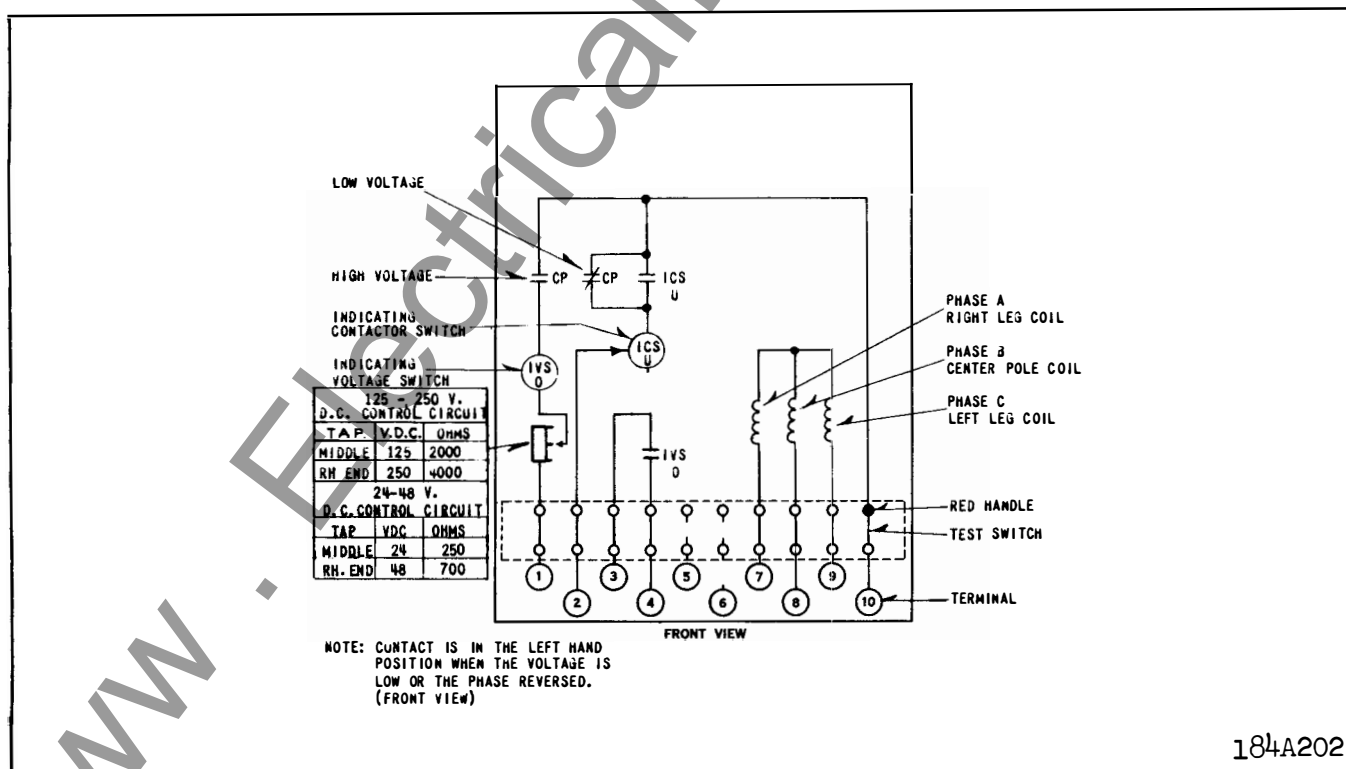 www. Electrical
LOW VOLTAGE
HIGH VOLTAGE
CP
CP
ICS
U
INDICATING
CONTACTOR SWITCH
ICS
U
INDICATING
VOLTAGE SWITCH
IVS
O
125 - 250 V.
D.C. CONTROL CIRCUIT
TAP V.D.C. OHMS
MIDDLE 125 2000
RH END 250 4000
24-48 V.
D.C. CONTROL CIRCUIT
TAP VDC OHMS
MIDDLE 24 250
RH. END 48 700
IVS
O
PHASE A
RIGHT LEG COIL
PHASE B
CENTER POLE COIL
PHASE C
LEFT LEG COIL
RED HANDLE
TEST SWITCH
TERMINAL
1 2 3 4 5 6 7 8 9 10
FRONT VIEW
NOTE: CONTACT IS IN THE LEFT HAND
POSITION WHEN THE VOLTAGE IS
LOW OR THE PHASE REVERSED.
(FRONT VIEW)
184A202